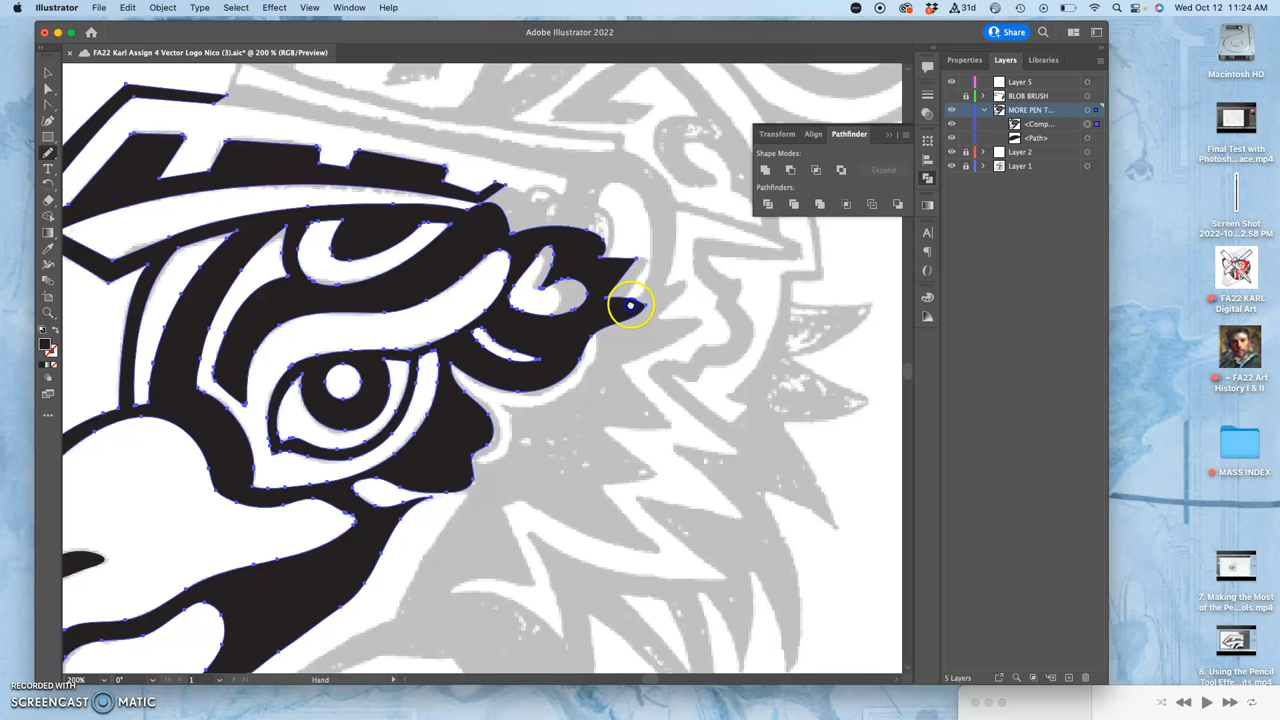 Illustrator File Edit Object Type Select Effect View Window Help
31d
Wed Oct 12 11:24 AM
Adobe Illustrator 2022
Share
× FA22 Karl Assign 4 Vector Logo Nico (3).aic* @ 200 % (RGB/Preview)
Properties Layers Libraries
Layer 5
BLOB BRUSH
MORE PEN T...
<Comp...
<Path>
Layer 2
Layer 1
Transform Align Pathfinder
Shape Modes:
Expand
Pathfinders:
Macintosh HD
Final Test with
Photosh...ace.mp4
Screen Shot
2022-10...2.58 PM
FA22 KARL
Digital Art
~ FA22 Art
History I & II
MASS INDEX
7. Making the Most
of the Pe...ols.mp4
8. Using the Pencil
Tool Effe...its.mp4
200% 0° 1 Hand
5 Layers
RECORDED WITH
SCREENCAST MATIC